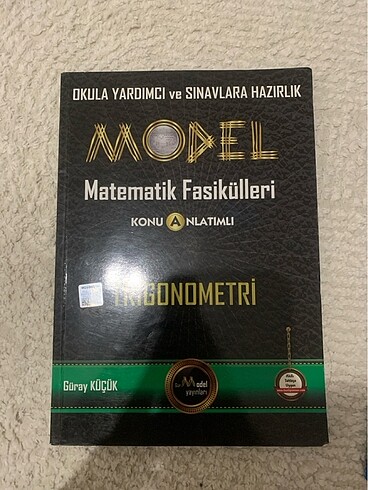 OKULA YARDIMCI ve SINAVLARA HAZIRLIK
MODEL
Matematik Fasikülleri
KONU ANLATIMLI
TRİGONOMETRİ
Güray KÜÇÜK
Model
yayınları